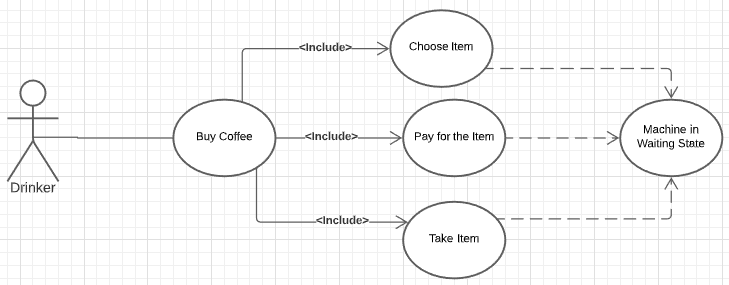 <Include>
Choose Item
Drinker
Buy Coffee
<Include>
Pay for the Item
Machine in
Waiting State
<Include>
Take Item